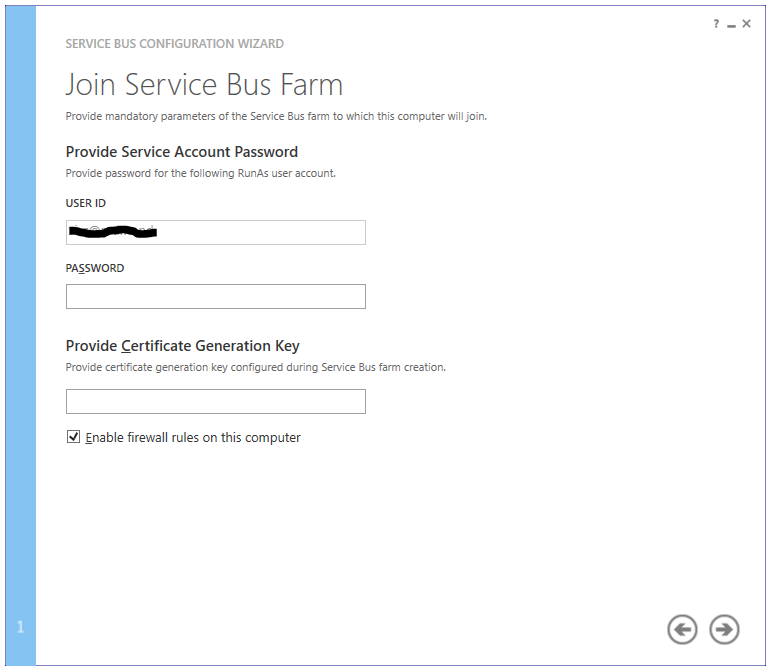 ? _ ×
SERVICE BUS CONFIGURATION WIZARD
Join Service Bus Farm
Provide mandatory parameters of the Service Bus farm to which this computer will join.
Provide Service Account Password
Provide password for the following RunAs user account.
USER ID
PASSWORD
Provide Certificate Generation Key
Provide certificate generation key configured during Service Bus farm creation.
Enable firewall rules on this computer
1